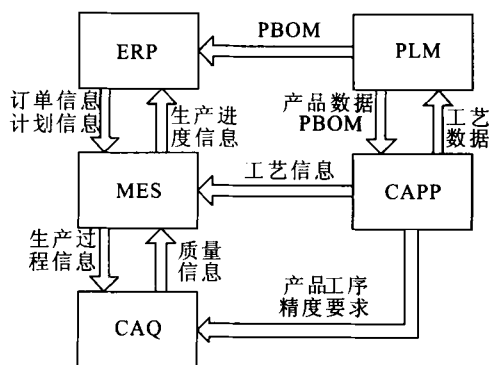 PBOM
ERP
PLM
订单信息
计划信息
生产进
度信息
产品数据
PBOM
工艺
数据
MES
工艺信息
CAPP
生产过
程信息
质量
信息
产品工序
精度要求
CAQ